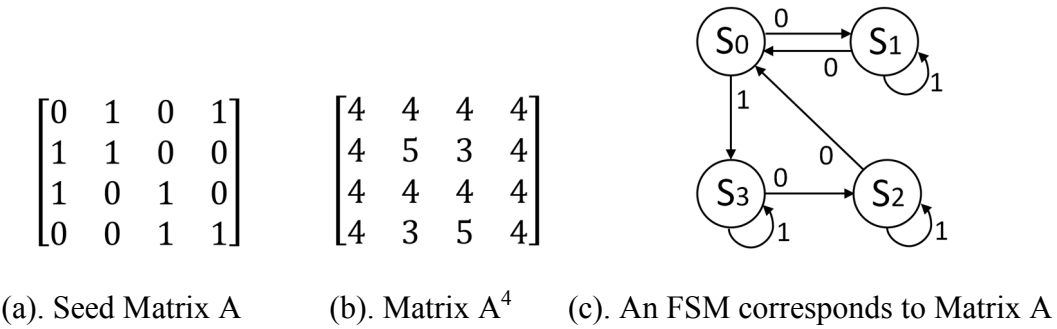 [0 1 0 1]
[1 1 0 0]
[1 0 1 0]
[0 0 1 1]
[4 4 4 4]
[4 5 3 4]
[4 4 4 4]
[4 3 5 4]
S0 0 S1
0
1
1
0
S3 0 S2
1
1
(a). Seed Matrix A
(b). Matrix A⁴
(c). An FSM corresponds to Matrix A